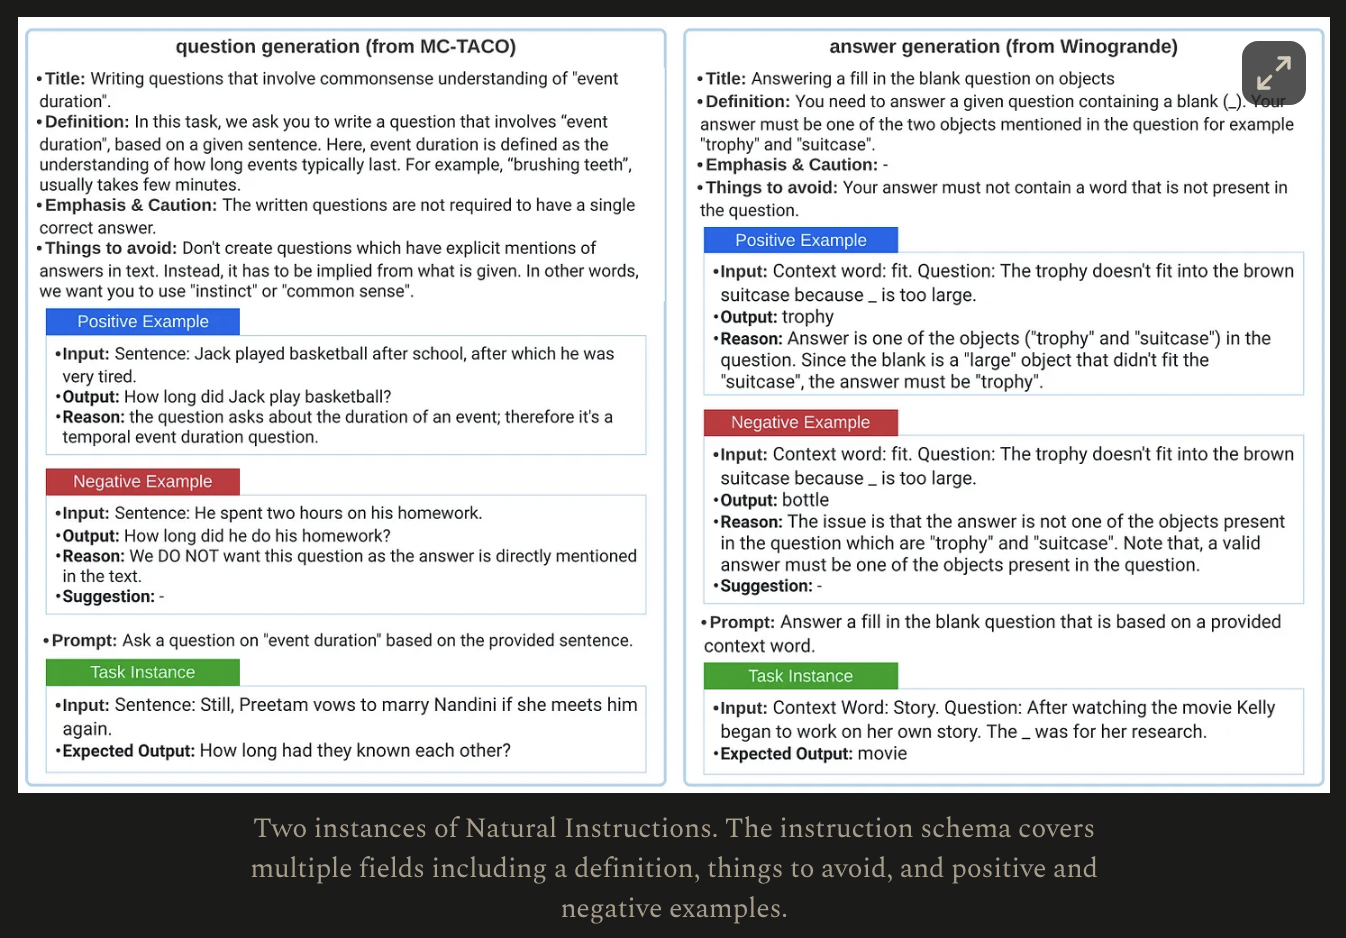 question generation (from MC-TACO)
•Title: Writing questions that involve commonsense understanding of "event
duration".
•Definition: In this task, we ask you to write a question that involves “event
duration", based on a given sentence. Here, event duration is defined as the
understanding of how long events typically last. For example, “brushing teeth”,
usually takes few minutes.
•Emphasis & Caution: The written questions are not required to have a single
correct answer.
•Things to avoid: Don't create questions which have explicit mentions of
answers in text. Instead, it has to be implied from what is given. In other words,
we want you to use "instinct" or "common sense".
Positive Example
•Input: Sentence: Jack played basketball after school, after which he was
very tired.
•Output: How long did Jack play basketball?
•Reason: the question asks about the duration of an event; therefore it's a
temporal event duration question.
Negative Example
•Input: Sentence: He spent two hours on his homework.
•Output: How long did he do his homework?
•Reason: We DO NOT want this question as the answer is directly mentioned
in the text.
•Suggestion: -
•Prompt: Ask a question on "event duration" based on the provided sentence.
Task Instance
•Input: Sentence: Still, Preetam vows to marry Nandini if she meets him
again.
•Expected Output: How long had they known each other?
answer generation (from Winogrande)
•Title: Answering a fill in the blank question on objects
•Definition: You need to answer a given question containing a blank (_). Your
answer must be one of the two objects mentioned in the question for example
"trophy" and "suitcase".
•Emphasis & Caution: -
•Things to avoid: Your answer must not contain a word that is not present in
the question.
Positive Example
•Input: Context word: fit. Question: The trophy doesn't fit into the brown
suitcase because _ is too large.
•Output: trophy
•Reason: Answer is one of the objects ("trophy" and "suitcase") in the
question. Since the blank is a "large" object that didn't fit the
"suitcase", the answer must be "trophy".
Negative Example
•Input: Context word: fit. Question: The trophy doesn't fit into the brown
suitcase because _ is too large.
•Output: bottle
•Reason: The issue is that the answer is not one of the objects present
in the question which are "trophy" and "suitcase". Note that, a valid
answer must be one of the objects present in the question.
•Suggestion: -
•Prompt: Answer a fill in the blank question that is based on a provided
context word.
Task Instance
•Input: Context Word: Story. Question: After watching the movie Kelly
began to work on her own story. The _ was for her research.
•Expected Output: movie
Two instances of Natural Instructions. The instruction schema covers
multiple fields including a definition, things to avoid, and positive and
negative examples.